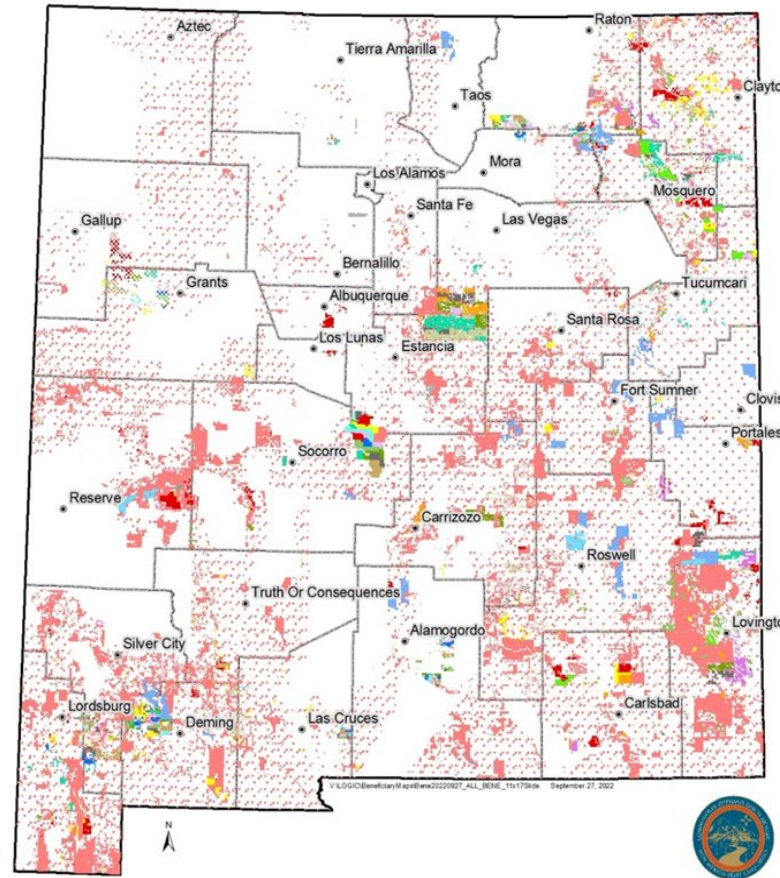 Raton
Aztec
Tierra Amarilla
Clayto
Taos
Mora
Los Alamos
Mosquero
Santa Fe
Las Vegas
Gallup
Bernalillo
Grants
Tucumcari
Albuquerque
Santa Rosa
Los Lunas
Estancia
Fort Sumner
Clovis
Portales
Socorro
Reserve
Carrizozo
Roswell
Truth Or Consequences
Lovingto
Silver City
Alamogordo
Lordsburg
Carlsbad
Deming
Las Cruces
September 27, 2022
N